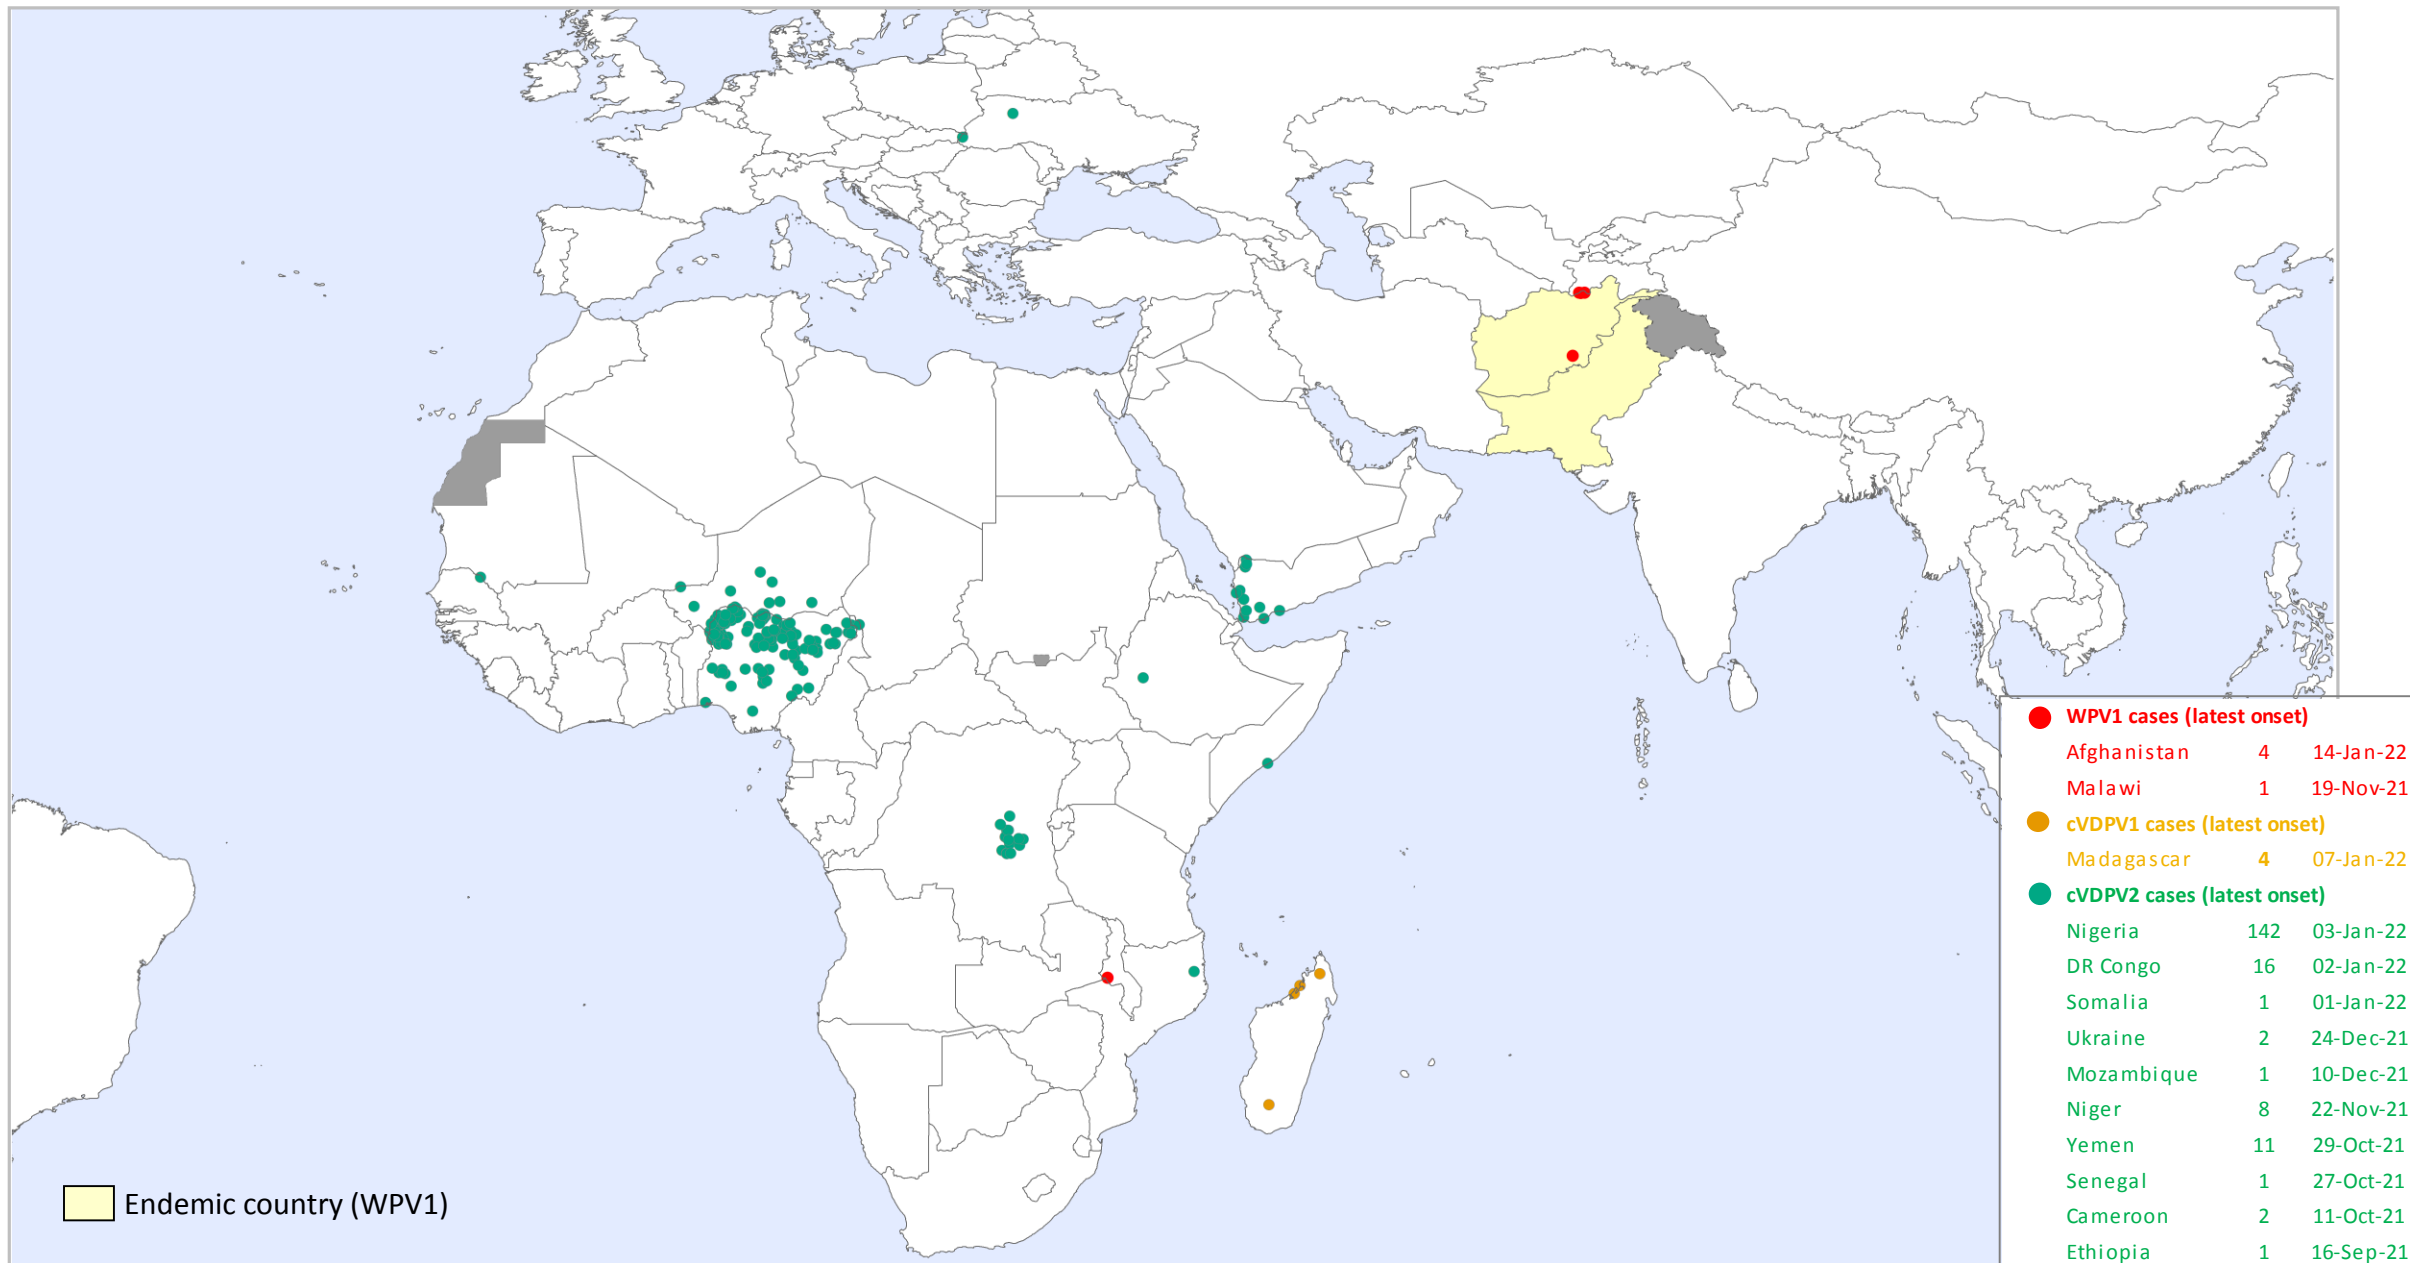 WPV1 cases (latest onset)
Afghanistan 4 14-Jan-22
Malawi 1 19-Nov-21
cVDPV1 cases (latest onset)
Madagascar 4 07-Jan-22
cVDPV2 cases (latest onset)
Nigeria 142 03-Jan-22
DR Congo 16 02-Jan-22
Somalia 1 01-Jan-22
Ukraine 2 24-Dec-21
Mozambique 1 10-Dec-21
Niger 8 22-Nov-21
Yemen 11 29-Oct-21
Senegal 1 27-Oct-21
Cameroon 2 11-Oct-21
Ethiopia 1 16-Sep-21
Endemic country (WPV1)